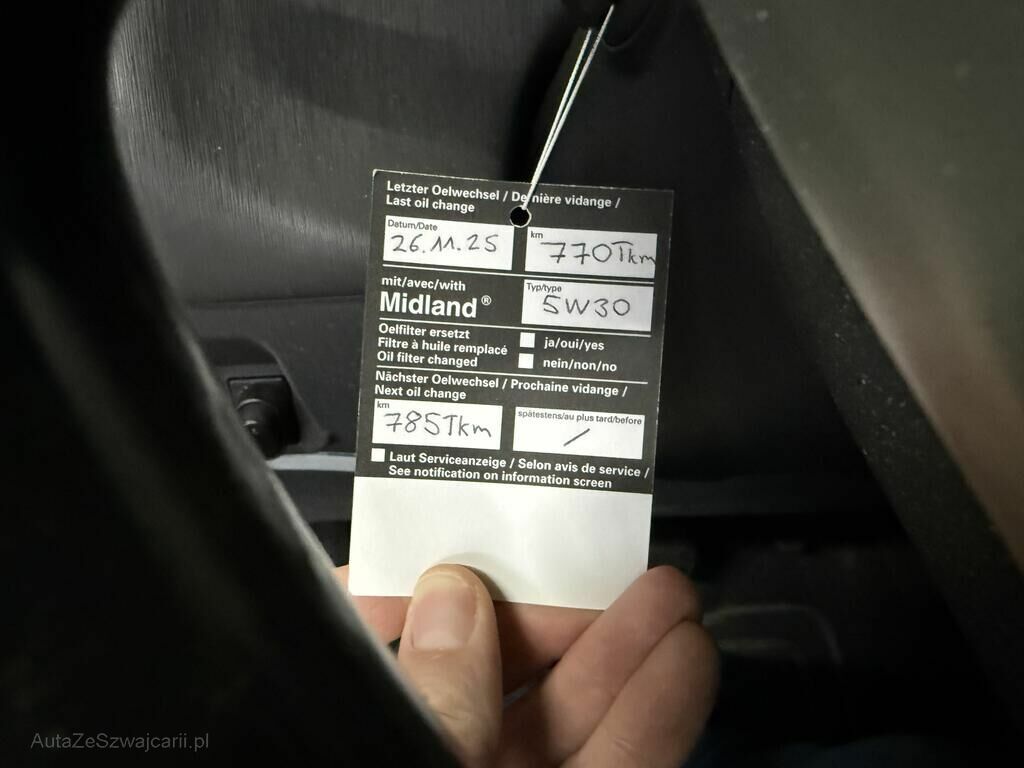 Letzter Oelwechsel / Dernière vidange /
Last oil change
Datum/Date
26.11.25
km
770Tkm
mit/avec/with
Midland®
Typ/type
5W30
Oelfilter ersetzt
Filtre à huile remplacé
Oil filter changed
ja/oui/yes
nein/non/no
Nächster Oelwechsel / Prochaine vidange /
Next oil change
km
785Tkm
spätestens/au plus tard/before
/
Laut Serviceanzeige / Selon avis de service /
See notification on information screen
AutaZeSzwajcarii.pl